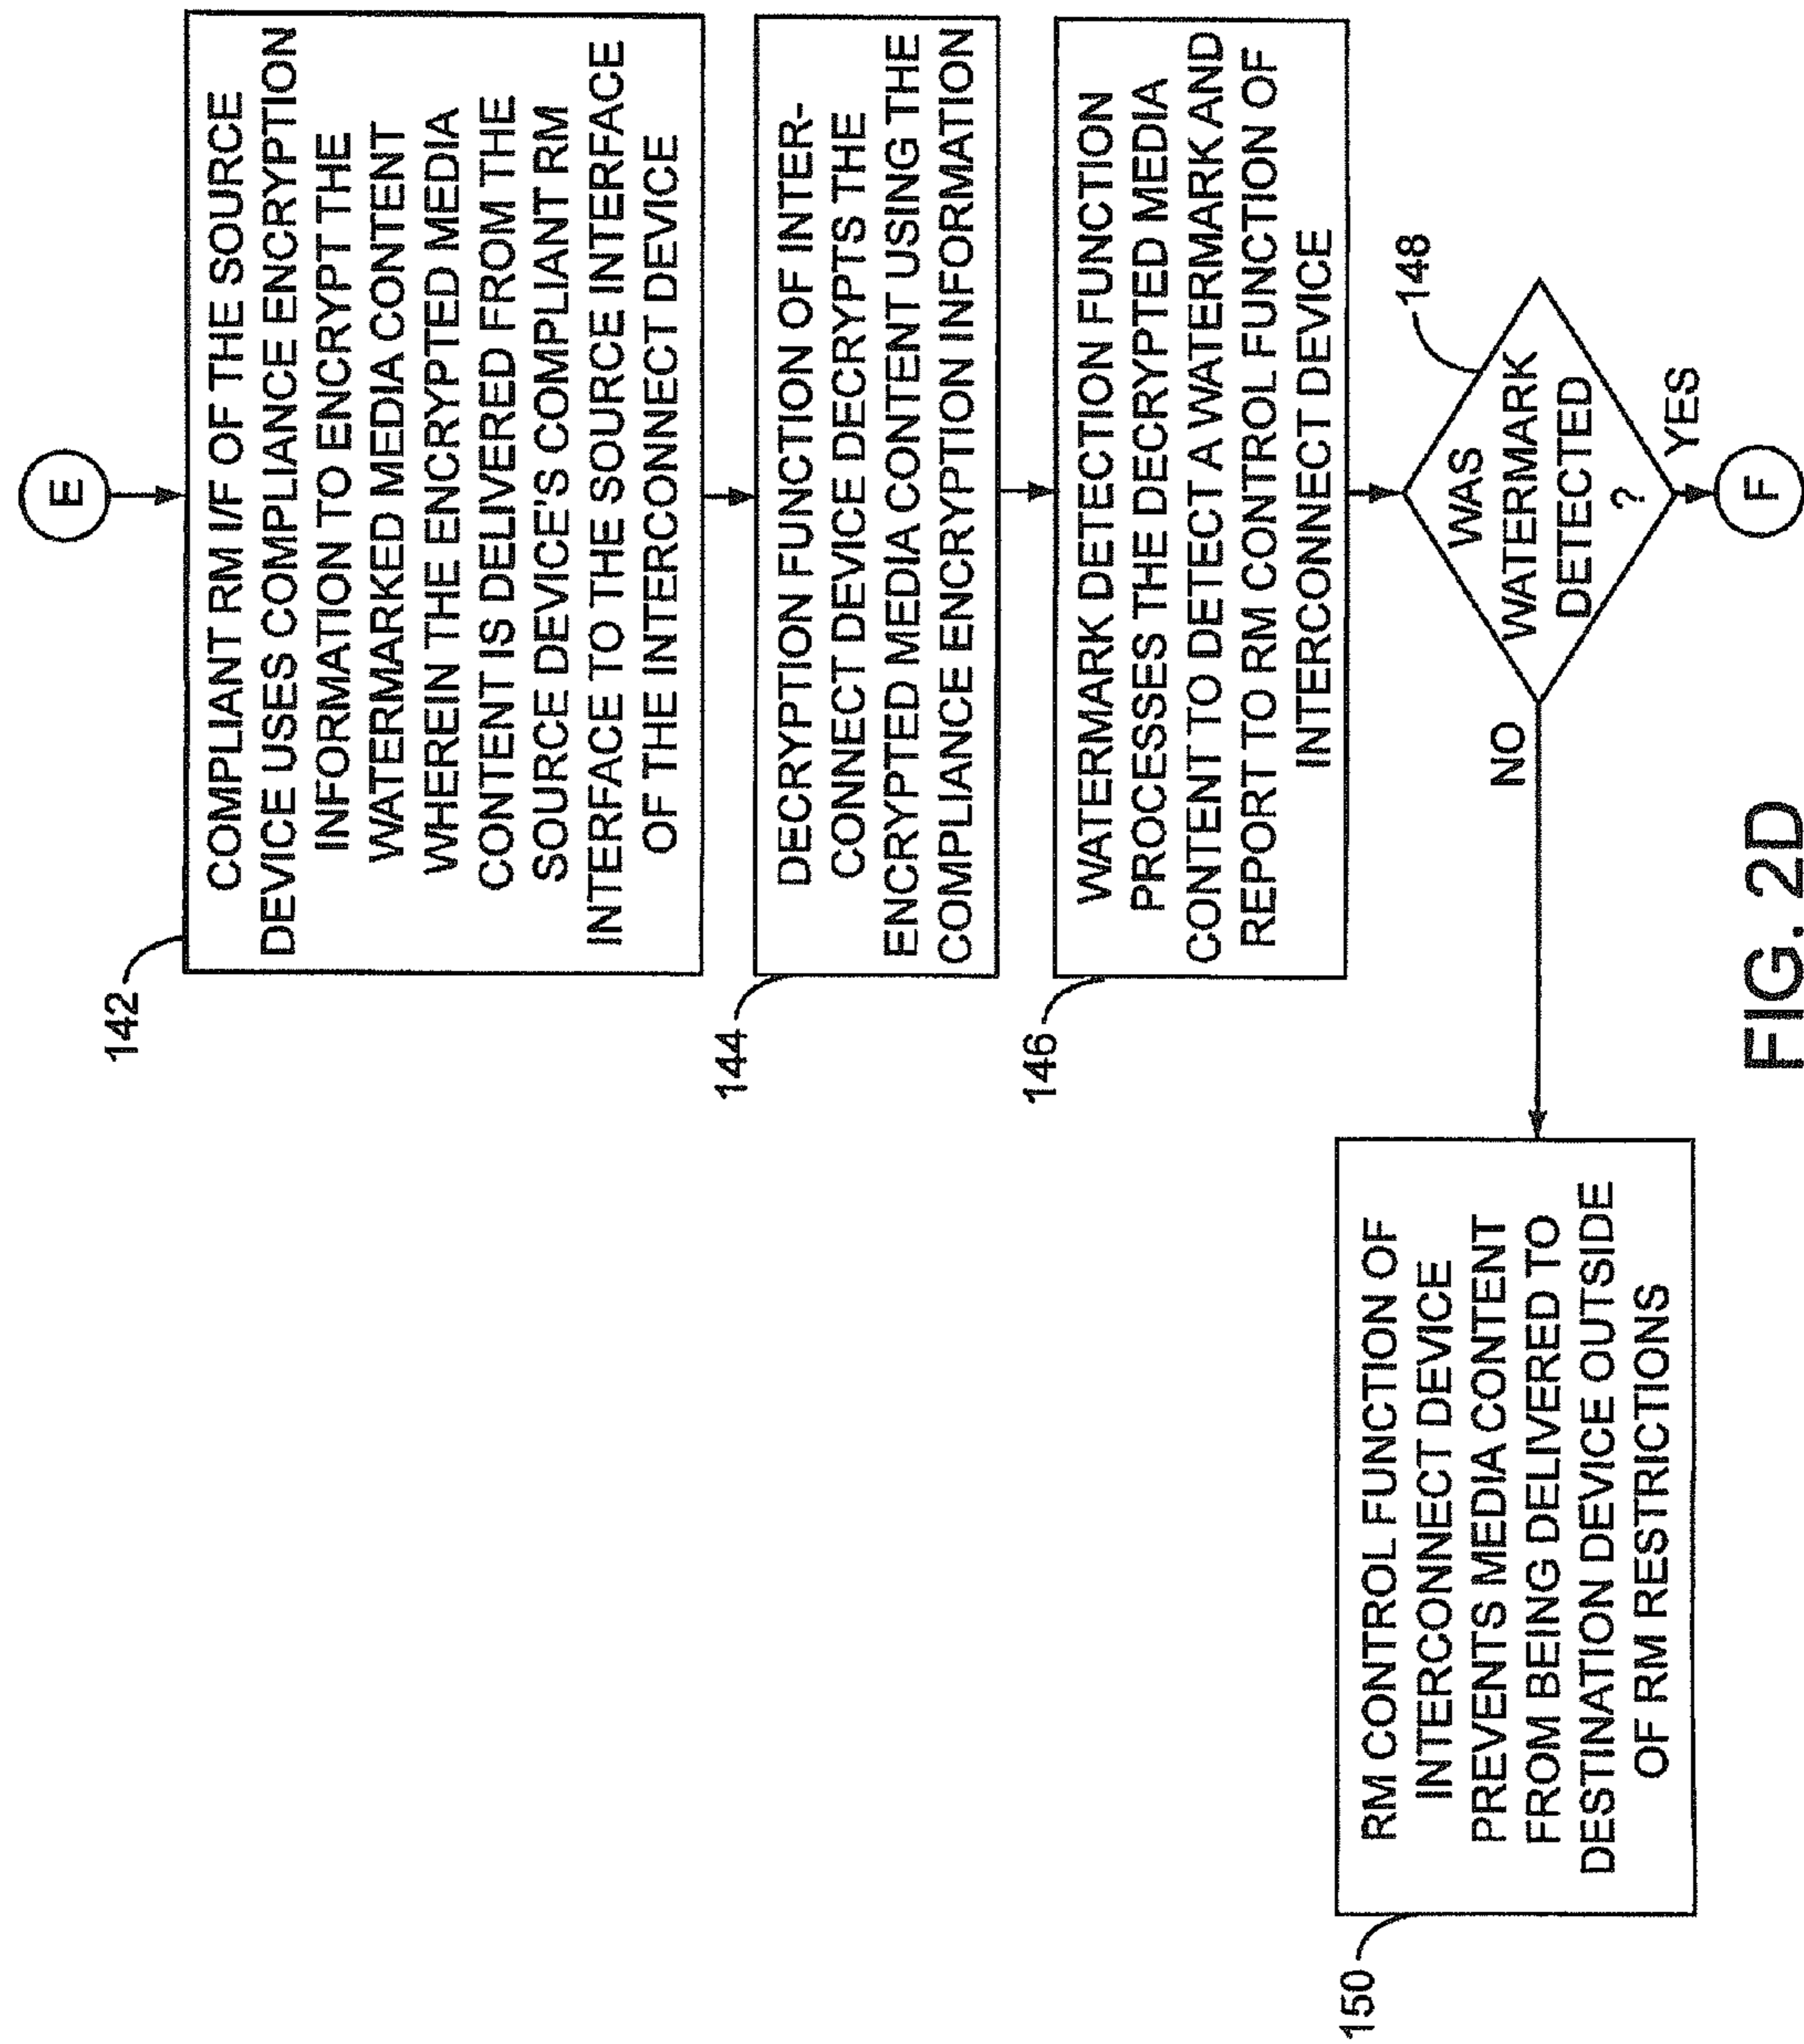 E
142
COMPLIANT RM I/F OF THE SOURCE
DEVICE USES COMPLIANCE ENCRYPTION
INFORMATION TO ENCRYPT THE
WATERMARKED MEDIA CONTENT
WHEREIN THE ENCRYPTED MEDIA
CONTENT IS DELIVERED FROM THE
SOURCE DEVICE'S COMPLIANT RM
INTERFACE TO THE SOURCE INTERFACE
OF THE INTERCONNECT DEVICE
144
DECRYPTION FUNCTION OF INTER-
CONNECT DEVICE DECRYPTS THE
ENCRYPTED MEDIA CONTENT USING THE
COMPLIANCE ENCRYPTION INFORMATION
146
WATERMARK DETECTION FUNCTION
PROCESSES THE DECRYPTED MEDIA
CONTENT TO DETECT A WATERMARK AND
REPORT TO RM CONTROL FUNCTION OF
INTERCONNECT DEVICE
148
WAS
WATERMARK
DETECTED
?
NO
YES
F
150
RM CONTROL FUNCTION OF
INTERCONNECT DEVICE
PREVENTS MEDIA CONTENT
FROM BEING DELIVERED TO
DESTINATION DEVICE OUTSIDE
OF RM RESTRICTIONS
FIG. 2D